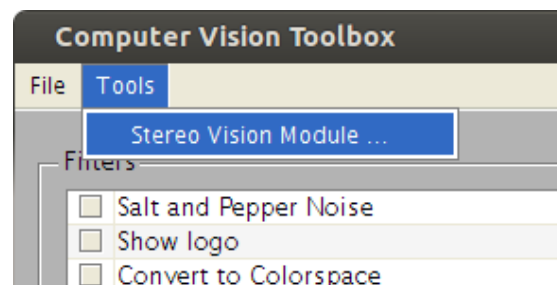 Computer Vision Toolbox
File Tools
Stereo Vision Module ...
Filters
Salt and Pepper Noise
Show logo
Convert to Colorspace